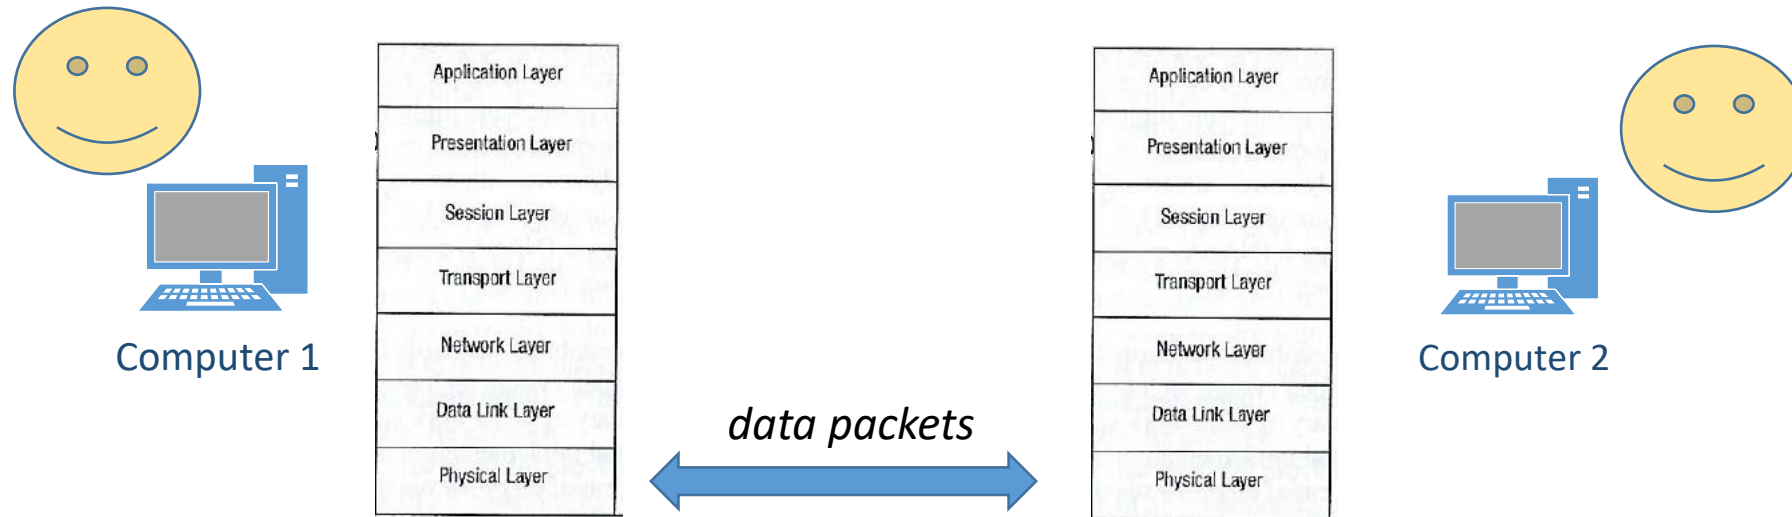 Application Layer
Presentation Layer
Session Layer
Transport Layer
Network Layer
Data Link Layer
Physical Layer
Computer 1
data packets
Application Layer
Presentation Layer
Session Layer
Transport Layer
Network Layer
Data Link Layer
Physical Layer
Computer 2